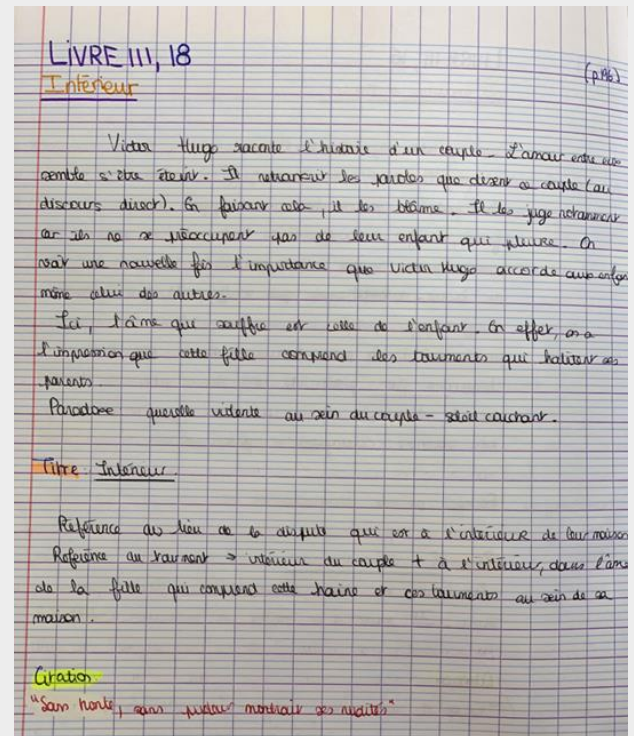 LIVRE III, 18
(p196)
Intérieur
Victor Hugo raconte l'histoire d'un couple. L'amour entre eux
semble s'être éteint. Il retranscrit les paroles que disent ce couple (au
discours direct). En faisant cela, il les blâme. Il les juge notamment
car ils ne se préoccupent pas de leur enfant qui pleure. On
voit une nouvelle fois l'importance que Victor Hugo accorde aux enfan
même celui des autres.
Ici, l'âme qui souffre est celle de l'enfant. En effet, on a
l'impression que cette fille comprend les tourments qui habitent ses
parents.
Paradoxe querelle violente au sein du couple - soleil couchant.
Titre : Intérieur.
Référence au lieu de la dispute qui est à l'intérieur de leur maison
Référence au tourment → intérieur du couple + à l'intérieur, dans l'âme
de la fille qui comprend cette haine et ces tourments au sein de sa
maison.
Citation
"Sans honte, sans pudeur montrait ses nudités"